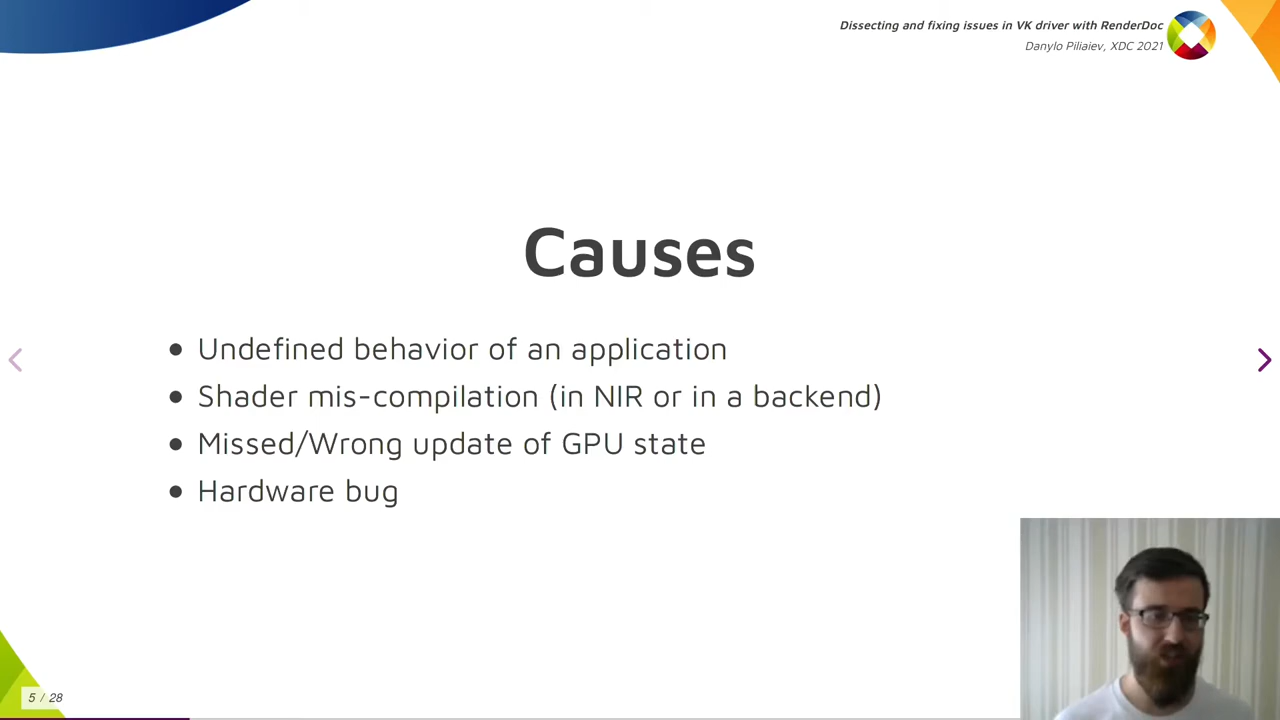 Dissecting and fixing issues in VK driver with RenderDoc
Danylo Piliaiev, XDC 2021
Causes
• Undefined behavior of an application
• Shader mis-compilation (in NIR or in a backend)
• Missed/Wrong update of GPU state
• Hardware bug
5 / 28